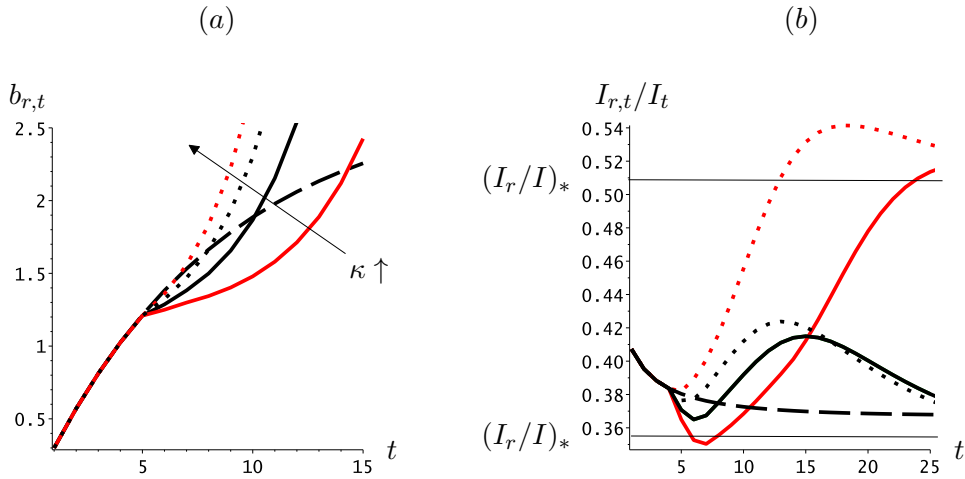 (a)
b_{r,t}
2.5
2
1.5
1
0.5
5
10
15
t
κ ↑
(b)
I_{r,t}/I_t
0.54
0.52
(I_r/I)_*
0.50
0.48
0.46
0.44
0.42
0.40
0.38
(I_r/I)_*
0.36
5
10
15
20
25
t